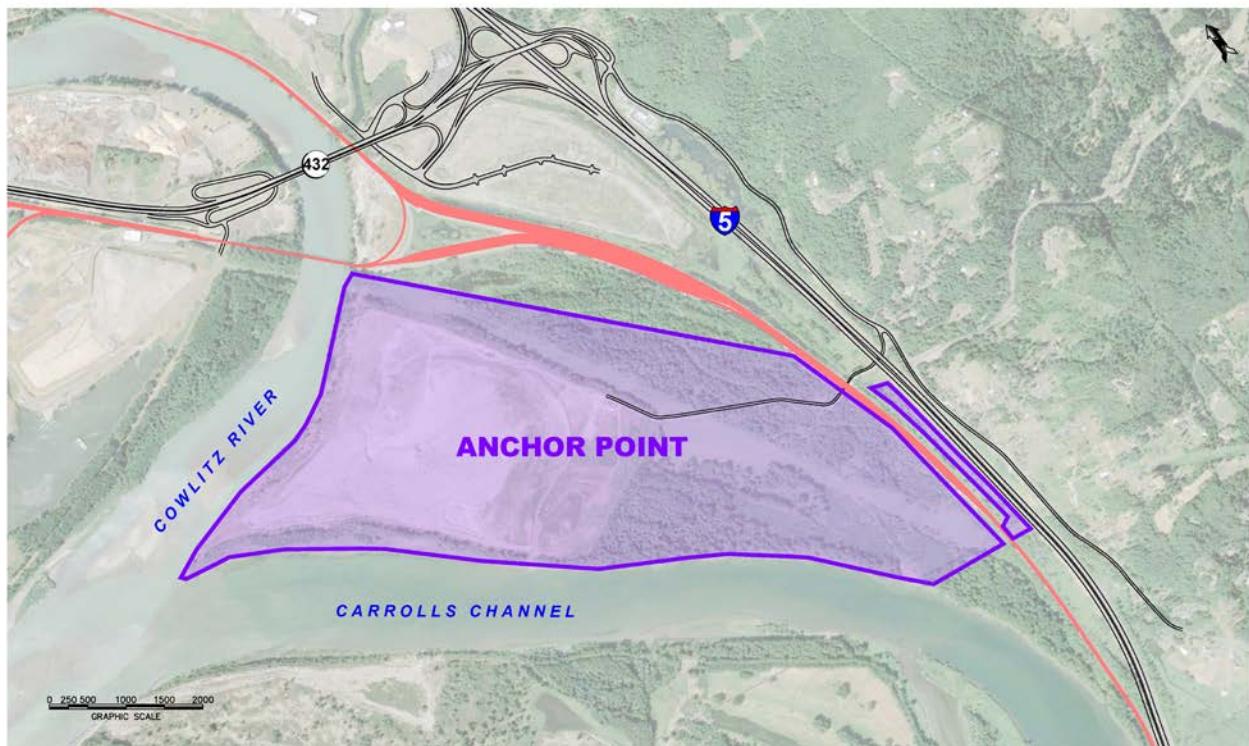 432
5
ANCHOR POINT
COWLITZ RIVER
CARROLLS CHANNEL
0 250 500 1000 1500 2000
GRAPHIC SCALE